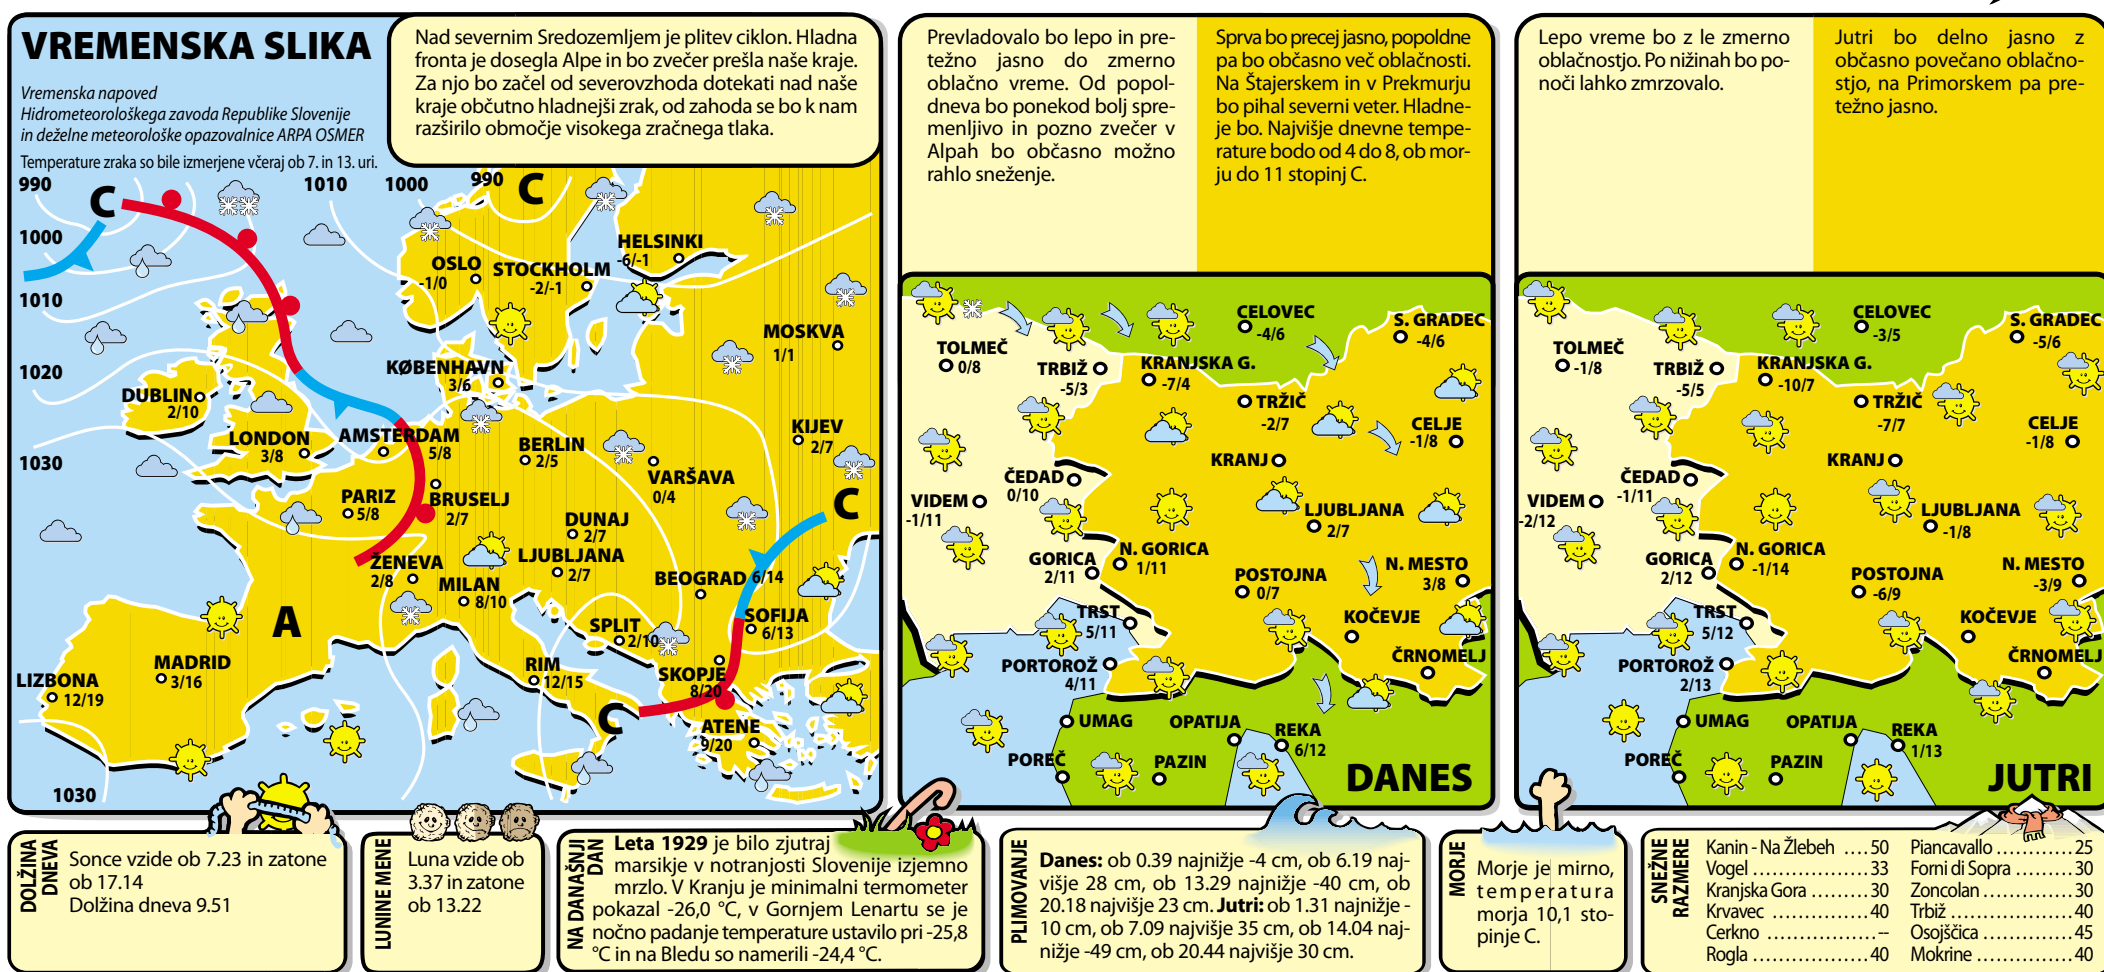 VREMENSKA SLIKA
Vremenska napoved
Hidrometeorološkega zavoda Republike Slovenije
in deželne meteorološke opazovalnice ARPA OSMER
Temperature zraka so bile izmerjene včeraj ob 7. in 13. uri.
Nad severnim Sredozemljem je plitev ciklon. Hladna
fronta je dosegla Alpe in bo zvečer prešla naše kraje.
Za njo bo začel od severovzhoda dotekati nad naše
kraje občutno hladnejši zrak, od zahoda se bo k nam
razširilo območje visokega zračnega tlaka.
990
C
1010
1000
990
C
1000
1010
1020
1030
1030
HELSINKI
-6/-1
OSLO
-1/0
STOCKHOLM
-2/-1
MOSKVA
1/1
KØBENHAVN
3/6
DUBLIN
2/10
LONDON
3/8
AMSTERDAM
5/8
BERLIN
2/5
KIJEV
2/7
VARŠAVA
0/4
PARIZ
5/8
BRUSELJ
2/7
C
DUNAJ
2/7
ŽENEVA
2/8
LJUBLJANA
2/7
MILAN
8/10
BEOGRAD 6/14
A
SPLIT
2/10
SOFIJA
6/13
MADRID
3/16
LIZBONA
12/19
RIM
12/15
SKOPJE
8/20
C
ATENE
9/20
Prevladovalo bo lepo in pre-
težno jasno do zmerno
oblačno vreme. Od popol-
dneva bo ponekod bolj spre-
menljivo in pozno zvečer v
Alpah bo občasno možno
rahlo sneženje.
Sprva bo precej jasno, popoldne
pa bo občasno več oblačnosti.
Na Štajerskem in v Prekmurju
bo pihal severni veter. Hladne-
je bo. Najvišje dnevne tempe-
rature bodo od 4 do 8, ob mor-
ju do 11 stopinj C.
CELOVEC
-4/6
S. GRADEC
-4/6
TOLMEČ
0/8
TRBIŽ
-5/3
KRANJSKA G.
-7/4
TRŽIČ
-2/7
CELJE
-1/8
KRANJ
ČEDAD
0/10
VIDEM
-1/11
LJUBLJANA
2/7
GORICA
2/11
N. GORICA
1/11
POSTOJNA
0/7
N. MESTO
3/8
TRST
5/11
KOČEVJE
PORTOROŽ
4/11
ČRNOMELJ
UMAG
OPATIJA
REKA
6/12
POREČ
PAZIN
DANES
Lepo vreme bo z le zmerno
oblačnostjo. Po nižinah bo po-
noči lahko zmrzovalo.
Jutri bo delno jasno z
občasno povečano oblačno-
stjo, na Primorskem pa pre-
težno jasno.
CELOVEC
-3/5
S. GRADEC
-5/6
TOLMEČ
-1/8
TRBIŽ
-5/5
KRANJSKA G.
-10/7
TRŽIČ
-7/7
CELJE
-1/8
KRANJ
ČEDAD
-1/11
VIDEM
-2/12
LJUBLJANA
-1/8
GORICA
2/12
N. GORICA
-1/14
POSTOJNA
-6/9
N. MESTO
-3/9
TRST
5/12
KOČEVJE
PORTOROŽ
2/13
ČRNOMELJ
UMAG
OPATIJA
REKA
1/13
POREČ
PAZIN
JUTRI
DOLŽINA
DNEVA
Sonce vzide ob 7.23 in zatone
ob 17.14
Dolžina dneva 9.51
LUNINE MENE
Luna vzide ob
3.37 in zatone
ob 13.22
NA DANAŠNJI
DAN
Leta 1929 je bilo zjutraj
marsikje v notranjosti Slovenije izjemno
mrzlo. V Kranju je minimalni termometer
pokazal -26,0 °C, v Gornjem Lenartu se je
nočno padanje temperature ustavilo pri -25,8
°C in na Bledu so namerili -24,4 °C.
PLIMOVANJE
Danes: ob 0.39 najnižje -4 cm, ob 6.19 naj-
višje 28 cm, ob 13.29 najnižje -40 cm, ob
20.18 najvišje 23 cm. Jutri: ob 1.31 najnižje -
10 cm, ob 7.09 najvišje 35 cm, ob 14.04 naj-
nižje -49 cm, ob 20.44 najvišje 30 cm.
MORJE
Morje je mirno,
temperatura
morja 10,1 sto-
pinje C.
SNEŽNE
RAZMERE
Kanin - Na Žlebeh ....50
Vogel ....................33
Kranjska Gora ..........30
Krvavec .................40
Cerkno ...................--
Rogla ....................40
Piancavallo ............25
Forni di Sopra .........30
Zoncolan ...............30
Trbiž ....................40
Osojščica ..............45
Mokrine ................40